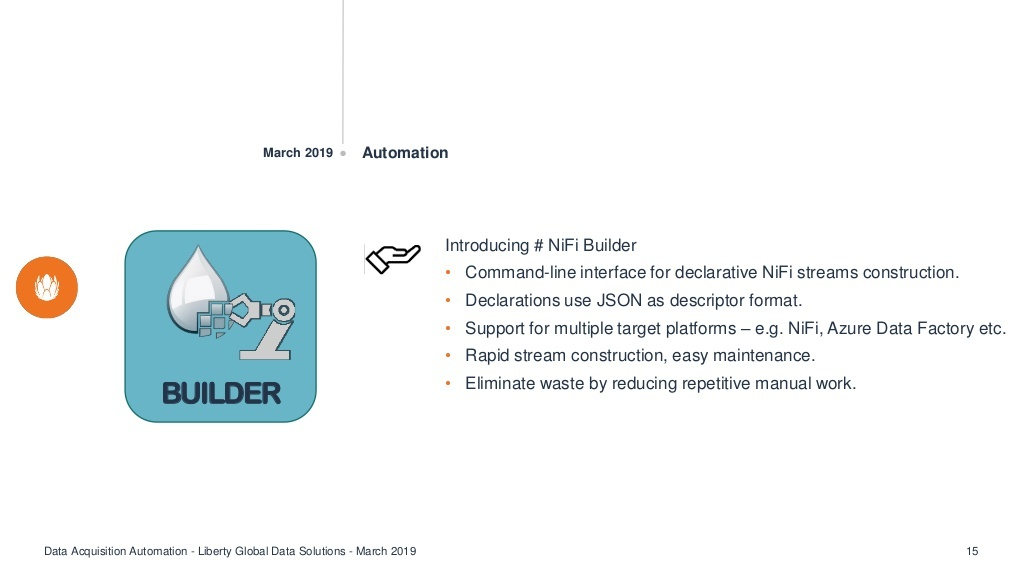 March 2019
Automation
BUILDER
Introducing # NiFi Builder
• Command-line interface for declarative NiFi streams construction.
• Declarations use JSON as descriptor format.
• Support for multiple target platforms – e.g. NiFi, Azure Data Factory etc.
• Rapid stream construction, easy maintenance.
• Eliminate waste by reducing repetitive manual work.
Data Acquisition Automation - Liberty Global Data Solutions - March 2019
15